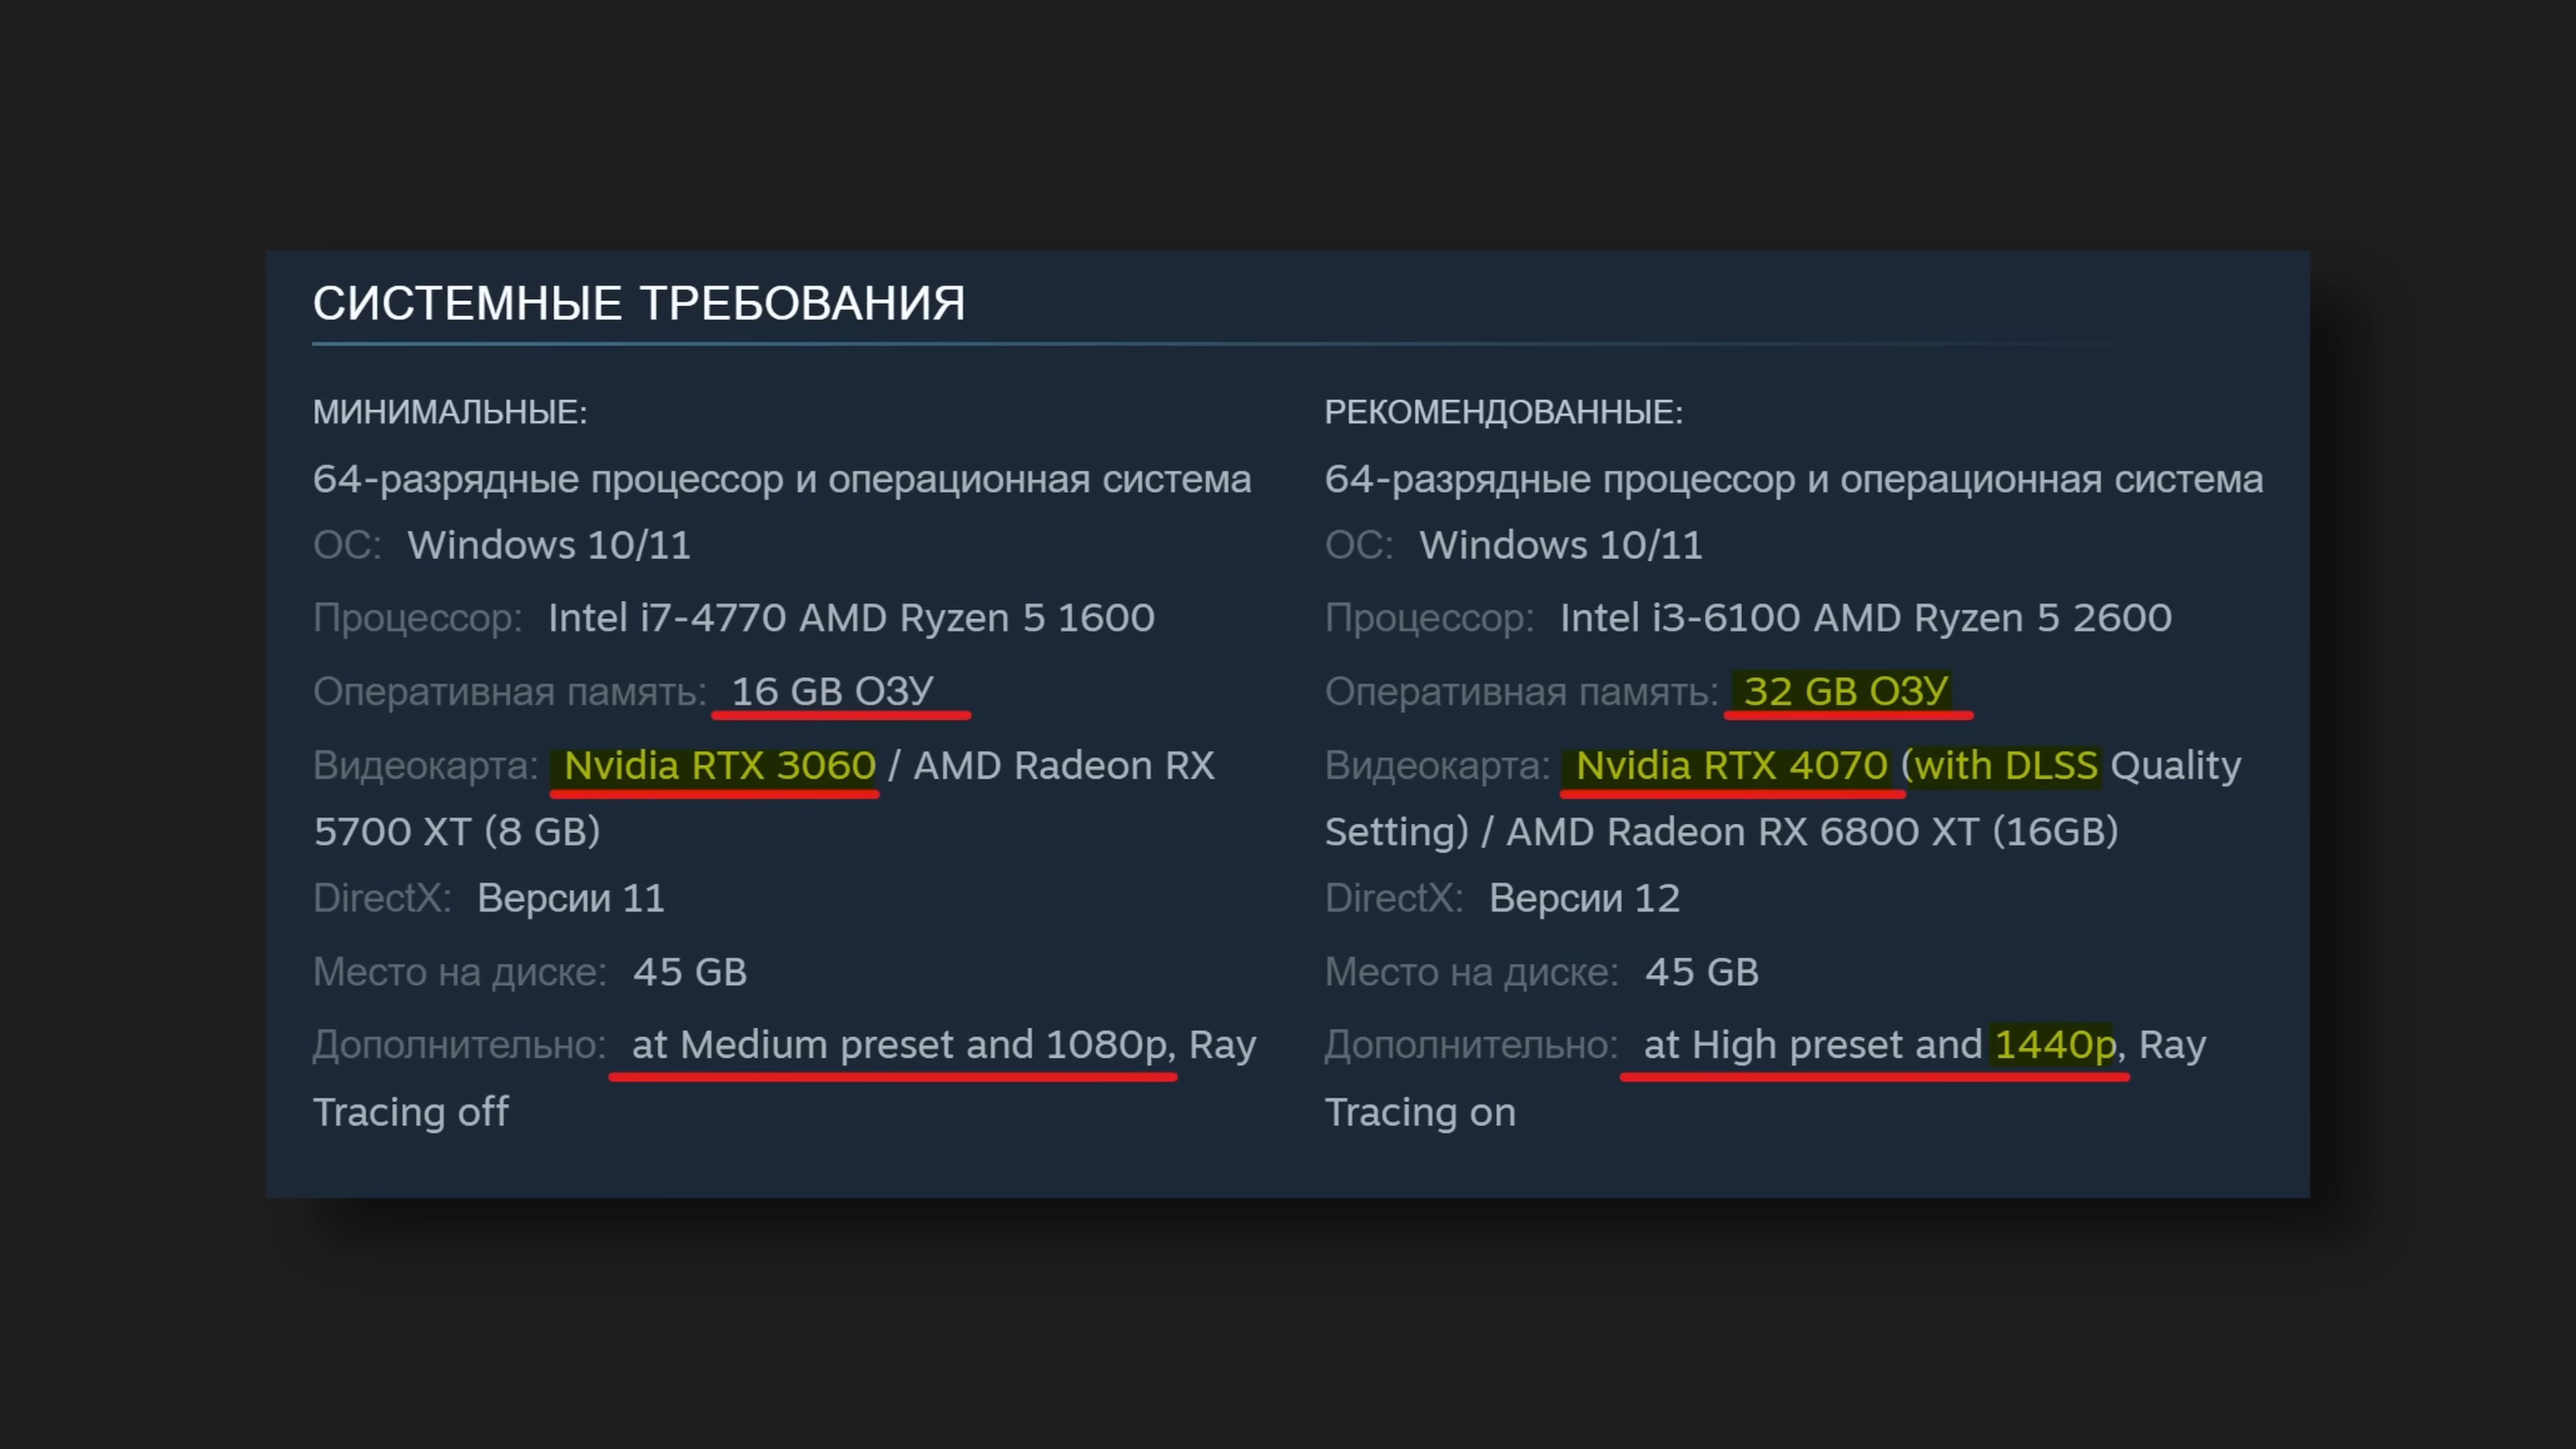 СИСТЕМНЫЕ ТРЕБОВАНИЯ
МИНИМАЛЬНЫЕ:
64-разрядные процессор и операционная система
ОС: Windows 10/11
Процессор: Intel i7-4770 AMD Ryzen 5 1600
Оперативная память: 16 GB ОЗУ
Видеокарта: Nvidia RTX 3060 / AMD Radeon RX
5700 XT (8 GB)
DirectX: Версии 11
Место на диске: 45 GB
Дополнительно: at Medium preset and 1080p, Ray
Tracing off
РЕКОМЕНДОВАННЫЕ:
64-разрядные процессор и операционная система
ОС: Windows 10/11
Процессор: Intel i3-6100 AMD Ryzen 5 2600
Оперативная память: 32 GB ОЗУ
Видеокарта: Nvidia RTX 4070 (with DLSS Quality
Setting) / AMD Radeon RX 6800 XT (16GB)
DirectX: Версии 12
Место на диске: 45 GB
Дополнительно: at High preset and 1440p, Ray
Tracing on